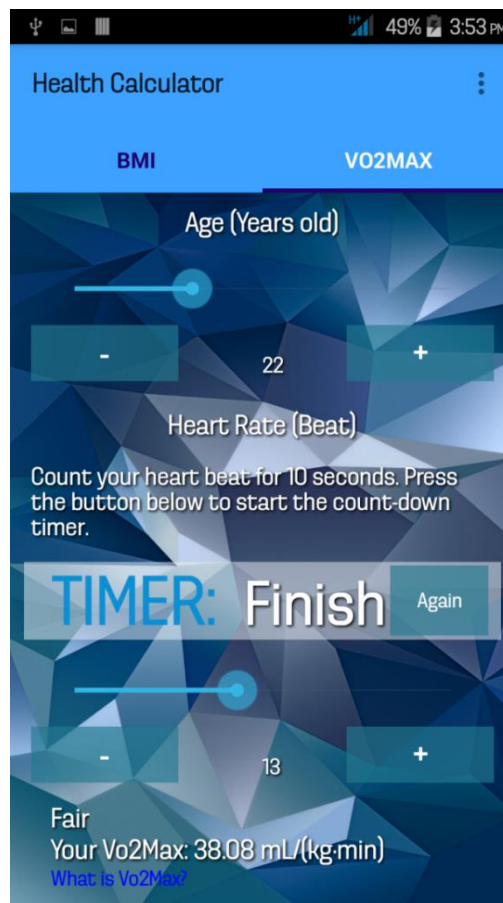 H+ 49% 3:53 PM
Health Calculator
BMI VO2MAX
Age (Years old)
- 22 +
Heart Rate (Beat)
Count your heart beat for 10 seconds. Press
the button below to start the count-down
timer.
TIMER: Finish Again
- 13 +
Fair
Your Vo2Max: 38.08 mL/(kg·min)
What is Vo2Max?